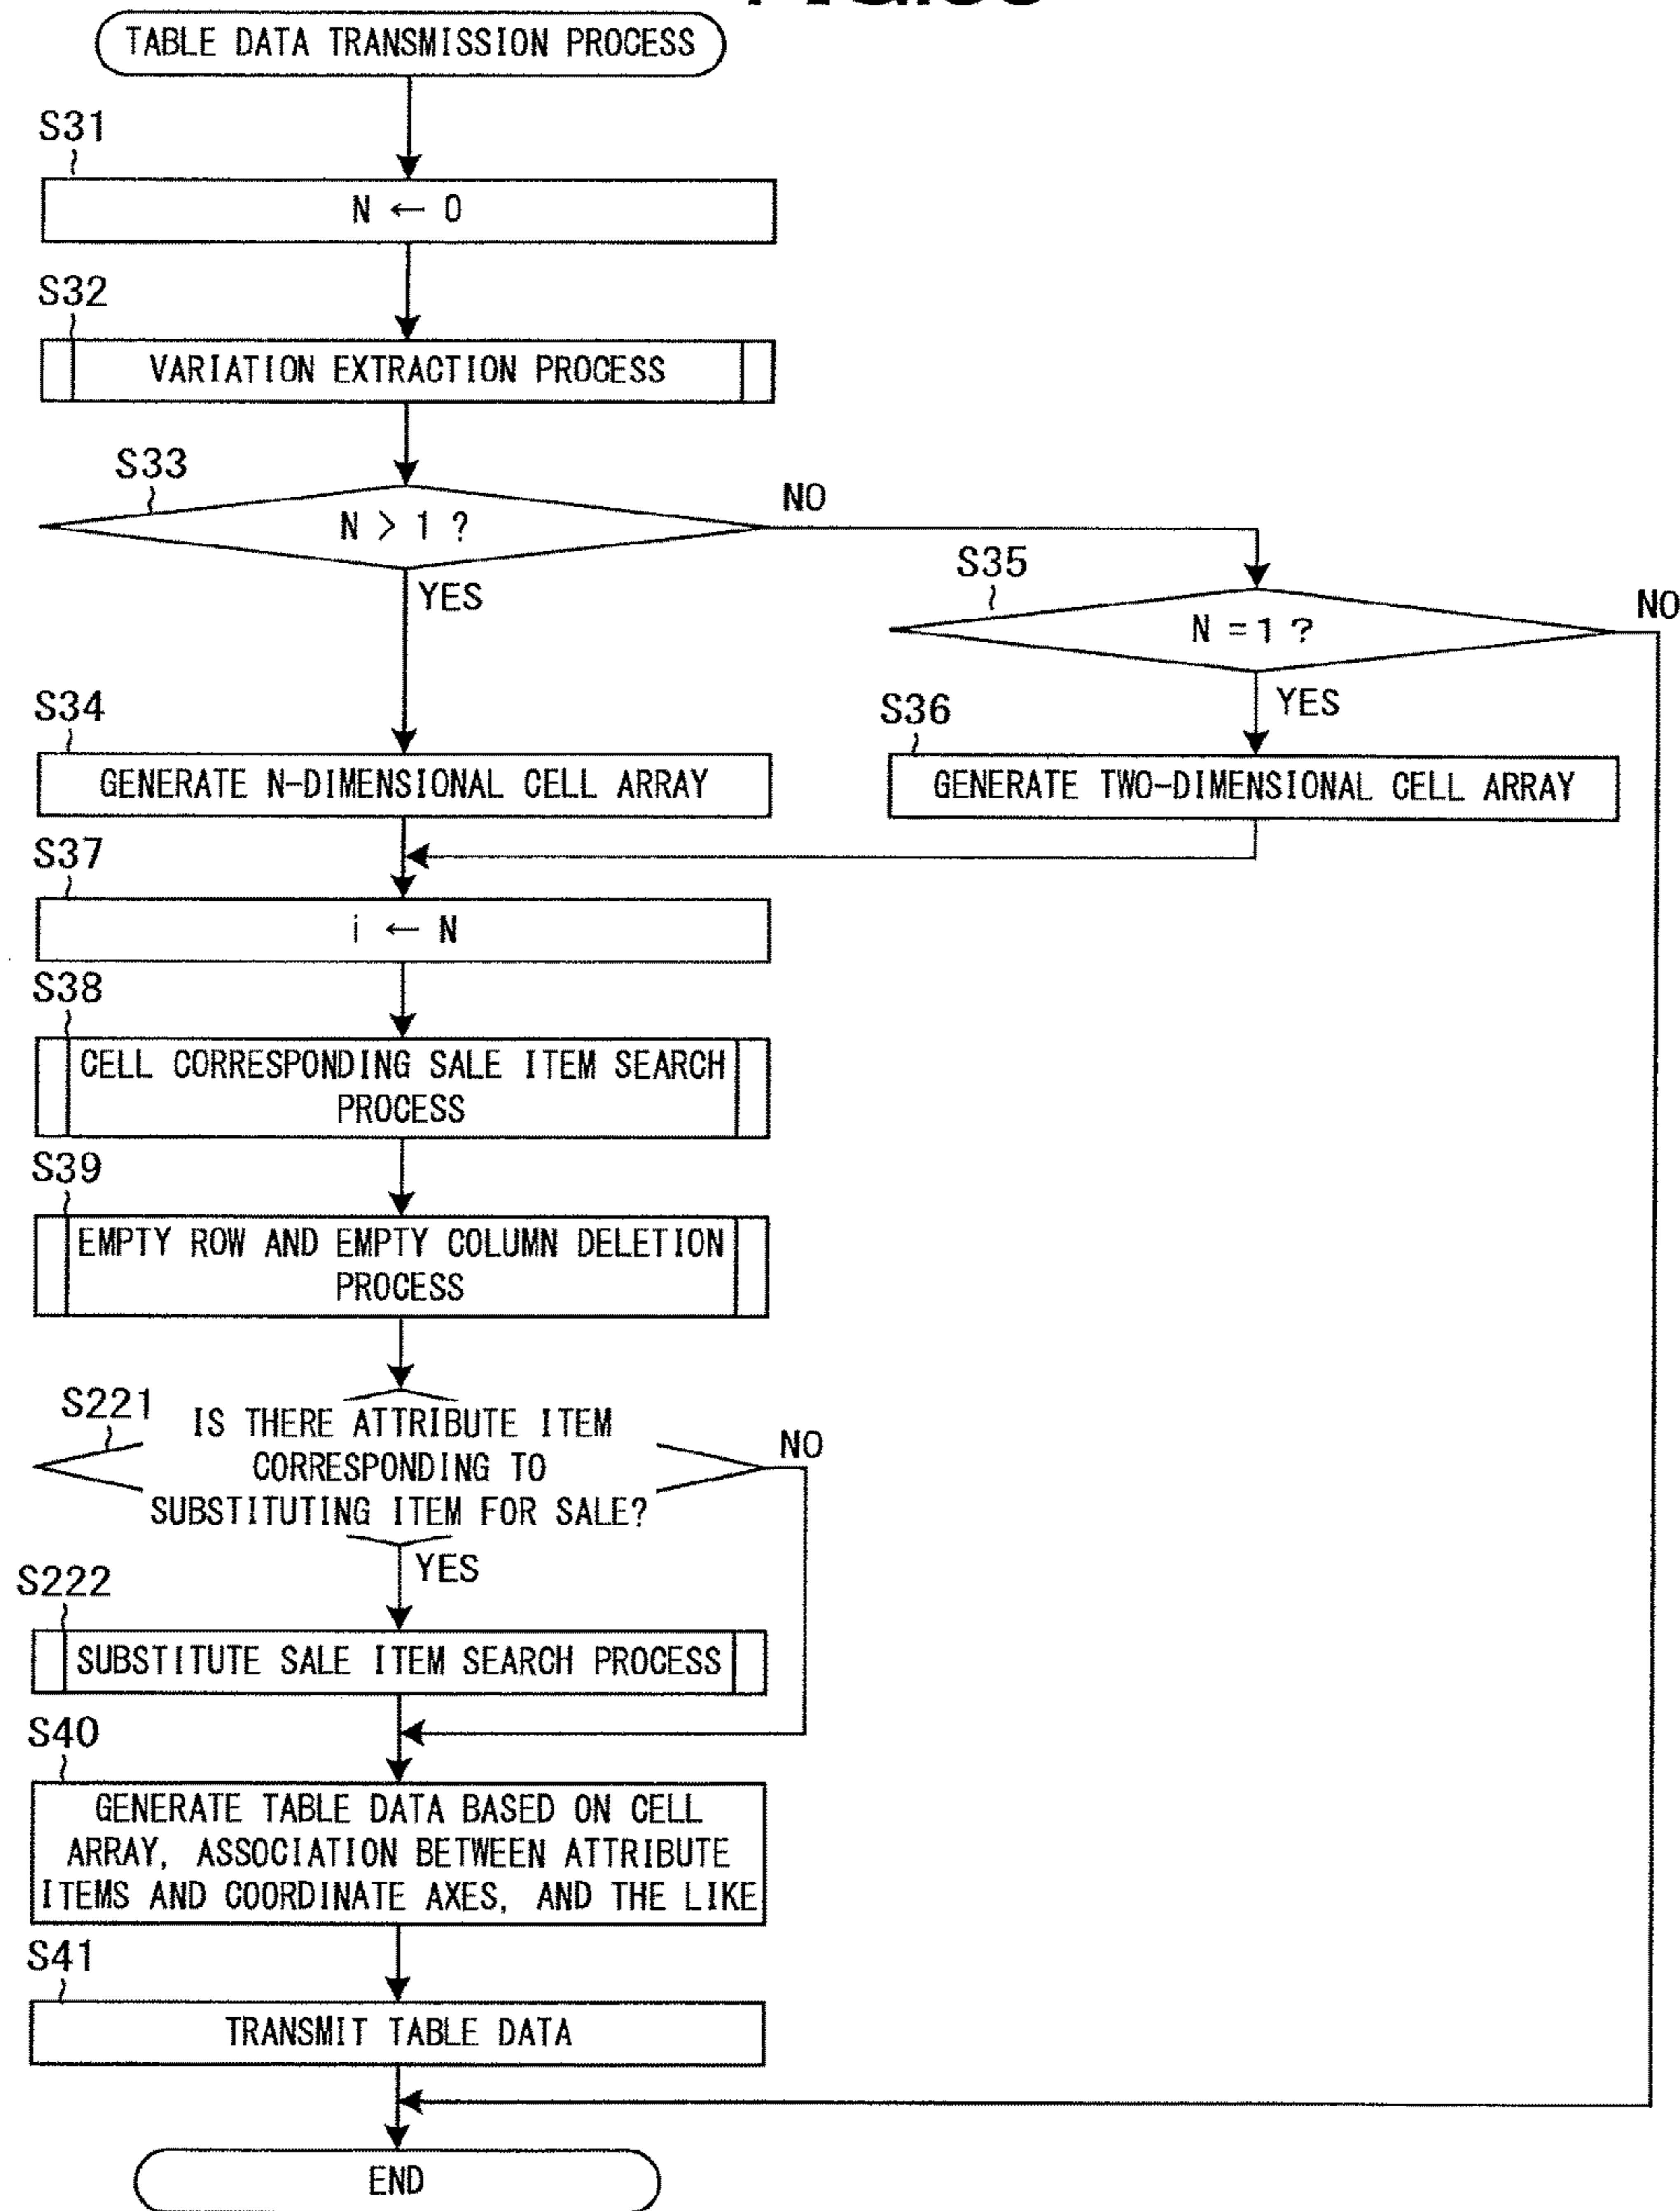 TABLE DATA TRANSMISSION PROCESS
S31
N ← 0
S32
VARIATION EXTRACTION PROCESS
S33
N > 1 ?
NO
YES
S35
N = 1 ?
NO
YES
S34
GENERATE N-DIMENSIONAL CELL ARRAY
S36
GENERATE TWO-DIMENSIONAL CELL ARRAY
S37
i ← N
S38
CELL CORRESPONDING SALE ITEM SEARCH
PROCESS
S39
EMPTY ROW AND EMPTY COLUMN DELETION
PROCESS
S221
IS THERE ATTRIBUTE ITEM
CORRESPONDING TO
SUBSTITUTING ITEM FOR SALE?
NO
YES
S222
SUBSTITUTE SALE ITEM SEARCH PROCESS
S40
GENERATE TABLE DATA BASED ON CELL
ARRAY, ASSOCIATION BETWEEN ATTRIBUTE
ITEMS AND COORDINATE AXES, AND THE LIKE
S41
TRANSMIT TABLE DATA
END